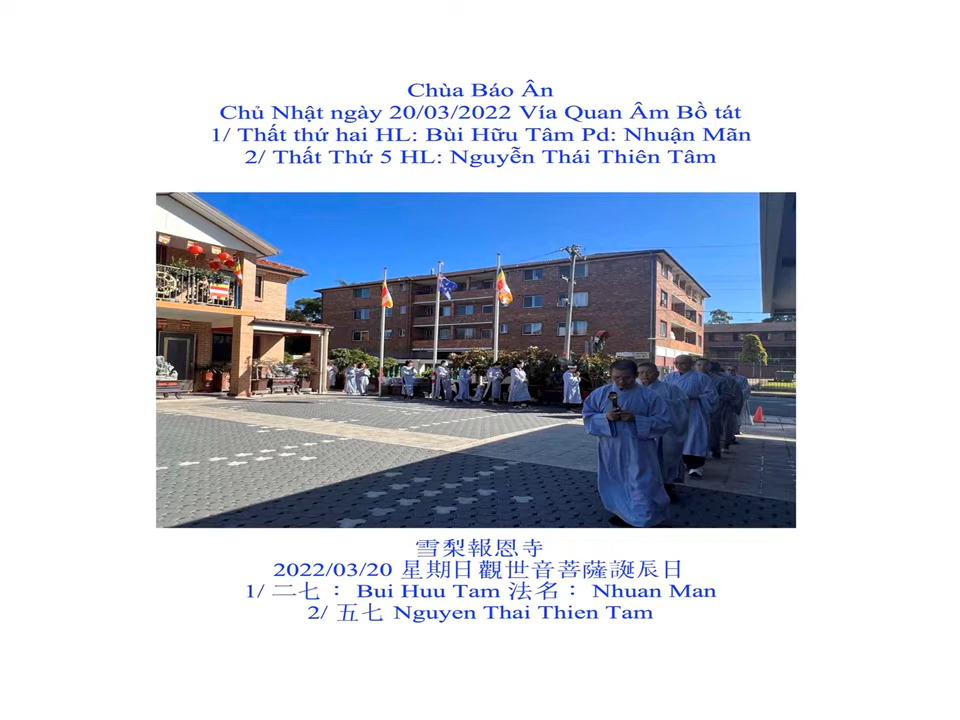 Chùa Báo Ân
Chủ Nhật ngày 20/03/2022 Vía Quan Âm Bồ tát
1/ Thất thứ hai HL: Bùi Hữu Tâm Pd: Nhuận Mãn
2/ Thất Thứ 5 HL: Nguyễn Thái Thiên Tâm
雪梨報恩寺
2022/03/20 星期日觀世音菩薩誕辰日
1/ 二七： Bui Huu Tam 法名： Nhuan Man
2/ 五七 Nguyen Thai Thien Tam